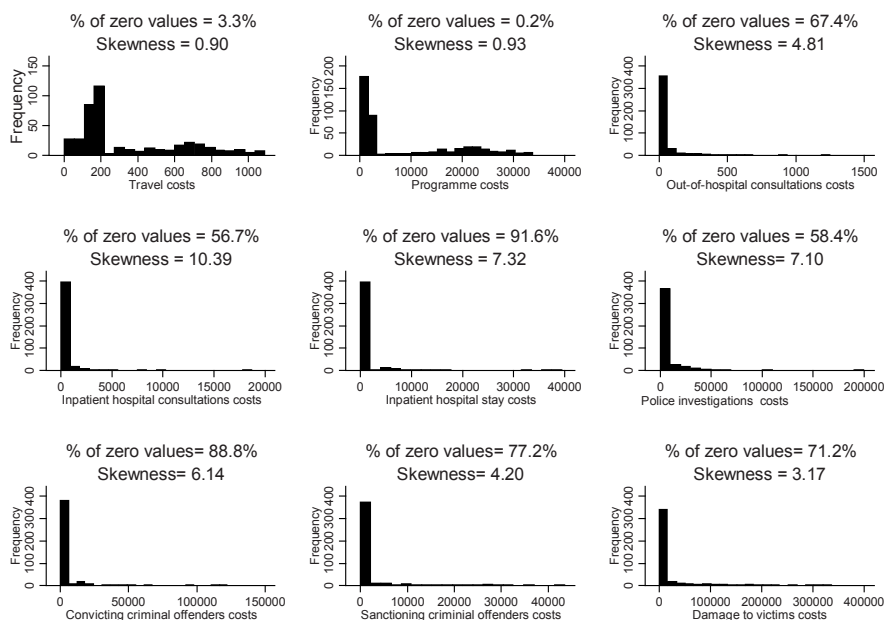 % of zero values = 3.3%
Skewness = 0.90
Frequency
0 50 100 150
0 200 400 600 800 1000
Travel costs
% of zero values = 0.2%
Skewness = 0.93
Frequency
0 50 100 150 200
0 10000 20000 30000 40000
Programme costs
% of zero values = 67.4%
Skewness = 4.81
Frequency
0 100 200 300 400
0 500 1000 1500
Out-of-hospital consultations costs
% of zero values = 56.7%
Skewness = 10.39
Frequency
0 100 200 300 400
0 5000 10000 15000 20000
Inpatient hospital consultations costs
% of zero values = 91.6%
Skewness = 7.32
Frequency
0 100 200 300 400
0 10000 20000 30000 40000
Inpatient hospital stay costs
% of zero values = 58.4%
Skewness= 7.10
Frequency
0 100 200 300 400
0 50000 100000 150000 200000
Police investigations costs
% of zero values= 88.8%
Skewness= 6.14
Frequency
0 100 200 300 400
0 50000 100000 150000
Convicting criminal offenders costs
% of zero values= 77.2%
Skewness= 4.20
Frequency
0 100 200 300 400
0 10000 20000 30000 40000
Sanctioning criminial offenders costs
% of zero values= 71.2%
Skewness= 3.17
Frequency
0 100 200 300 400
0 100000 200000 300000 400000
Damage to victims costs